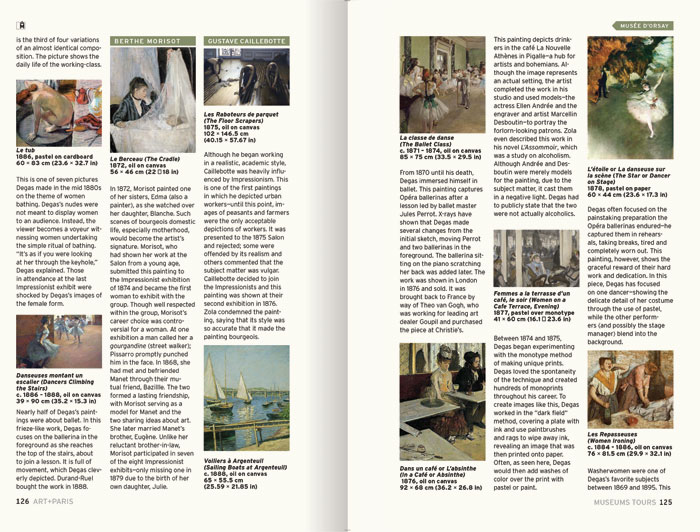 is the third of four variations
of an almost identical compo-
sition. The picture shows the
daily life of the working-class.
Le tub
1886, pastel on cardboard
60 × 83 cm (23.6 × 32.7 in)
This is one of seven pictures
Degas made in the mid 1880s
on the theme of women
bathing. Degas's nudes were
not meant to display women
to an audience. Instead, the
viewer becomes a voyeur wit-
nessing women undertaking
the simple ritual of bathing.
"It's as if you were looking
at her through the keyhole,"
Degas explained. Those
in attendance at the last
Impressionist exhibit were
shocked by Degas's images of
the female form.
Danseuses montant un
escalier (Dancers Climbing
the Stairs)
c. 1886 – 1888, oil on canvas
39 × 90 cm (35.2 × 15.3 in)
Nearly half of Degas's paint-
ings were about ballet. In this
frieze-like work, Degas fo-
cuses on the ballerina in the
foreground as she reaches
the top of the stairs, about
to join a lesson. It is full of
movement, which Degas clev-
erly depicted. Durand-Ruel
bought the work in 1888.
BERTHE MORISOT
Le Berceau (The Cradle)
1872, oil on canvas
56 × 46 cm (22 □ 18 in)
In 1872, Morisot painted one
of her sisters, Edma (also a
painter), as she watched over
her daughter, Blanche. Such
scenes of bourgeois domestic
life, especially motherhood,
would become the artist's
signature. Morisot, who
had shown her work at the
Salon from a young age,
submitted this painting to
the Impressionist exhibition
of 1874 and became the first
woman to exhibit with the
group. Though well respected
within the group, Morisot's
career choice was contro-
versial for a woman. At one
exhibition a man called her a
gourgandine (street walker);
Pissarro promptly punched
him in the face. In 1868, she
had met and befriended
Manet through their mu-
tual friend, Bazillle. The two
formed a lasting friendship,
with Morisot serving as a
model for Manet and the
two sharing ideas about art.
She later married Manet's
brother, Eugène. Unlike her
reluctant brother-in-law,
Morisot participated in seven
of the eight Impressionist
exhibits–only missing one in
1879 due to the birth of her
own daughter, Julie.
GUSTAVE CAILLEBOTTE
Les Raboteurs de parquet
(The Floor Scrapers)
1875, oil on canvas
102 × 146.5 cm
(40.15 × 57.67 in)
Although he began working
in a realistic, academic style,
Caillebotte was heavily influ-
enced by Impressionism. This
is one of the first paintings
in which he depicted urban
workers–until this point, im-
ages of peasants and farmers
were the only acceptable
depictions of workers. It was
presented to the 1875 Salon
and rejected; some were
offended by its realism and
others commented that the
subject matter was vulgar.
Caillebotte decided to join
the Impressionists and this
painting was shown at their
second exhibition in 1876.
Zola condemned the paint-
ing, saying that its style was
so accurate that it made the
painting bourgeois.
Voiliers à Argenteuil
(Sailing Boats at Argenteuil)
c. 1888, oil on canvas
65 × 55.5 cm
(25.59 × 21.85 in)
126 ART+PARIS
MUSÉE D'ORSAY
La classe de danse
(The Ballet Class)
c. 1871 – 1874, oil on canvas
85 × 75 cm (33.5 × 29.5 in)
From 1870 until his death,
Degas immersed himself in
ballet. This painting captures
Opéra ballerinas after a
lesson led by ballet master
Jules Perrot. X-rays have
shown that Degas made
several changes from the
initial sketch, moving Perrot
and two ballerinas in the
foreground. The ballerina sit-
ting on the piano scratching
her back was added later. The
work was shown in London
in 1876 and sold. It was
brought back to France by
way of Theo van Gogh, who
was working for leading art
dealer Goupil and purchased
the piece at Christie's.
Dans un café or L'absinthe
(In a Café or Absinthe)
1876, oil on canvas
92 × 68 cm (36.2 × 26.8 in)
This painting depicts drink-
ers in the café La Nouvelle
Athènes in Pigalle–a hub for
artists and bohemians. Al-
though the image represents
an actual setting, the artist
completed the work in his
studio and used models–the
actress Ellen Andrée and the
engraver and artist Marcellin
Desboutin–to portray the
forlorn-looking patrons. Zola
even described this work in
his novel L'Assommoir, which
was a study on alcoholism.
Although Andrée and Des-
boutin were merely models
for the painting, due to the
subject matter, it cast them
in a negative light. Degas had
to publicly state that the two
were not actually alcoholics.
Femmes a la terrasse d'un
café, le soir (Women on a
Cafe Terrace, Evening)
1877, pastel over monotype
41 × 60 cm (16.1 □ 23.6 in)
Between 1874 and 1875,
Degas began experimenting
with the monotype method
of making unique prints.
Degas loved the spontaneity
of the technique and created
hundreds of monoprints
throughout his career. To
create images like this, Degas
worked in the "dark field"
method, covering a plate with
ink and use paintbrushes
and rags to wipe away ink,
revealing an image that was
then printed onto paper.
Often, as seen here, Degas
would then add washes of
color over the print with
pastel or paint.
L'étoile or La danseuse sur
la scène (The Star or Dancer
on Stage)
1878, pastel on paper
60 × 44 cm (23.6 × 17.3 in)
Degas often focused on the
painstaking preparation the
Opéra ballerinas endured–he
captured them in rehears-
als, taking breaks, tired and
completely worn out. This
painting, however, shows the
graceful reward of their hard
work and dedication. In this
piece, Degas has focused
on one dancer–showing the
delicate detail of her costume
through the use of pastel,
while the other perform-
ers (and possibly the stage
manager) blend into the
background.
Les Repasseuses
(Women Ironing)
c. 1884 – 1886, oil on canvas
76 × 81.5 cm (29.9 × 32.1 in)
Washerwomen were one of
Degas's favorite subjects
between 1869 and 1895. This
MUSEUMS TOURS 125